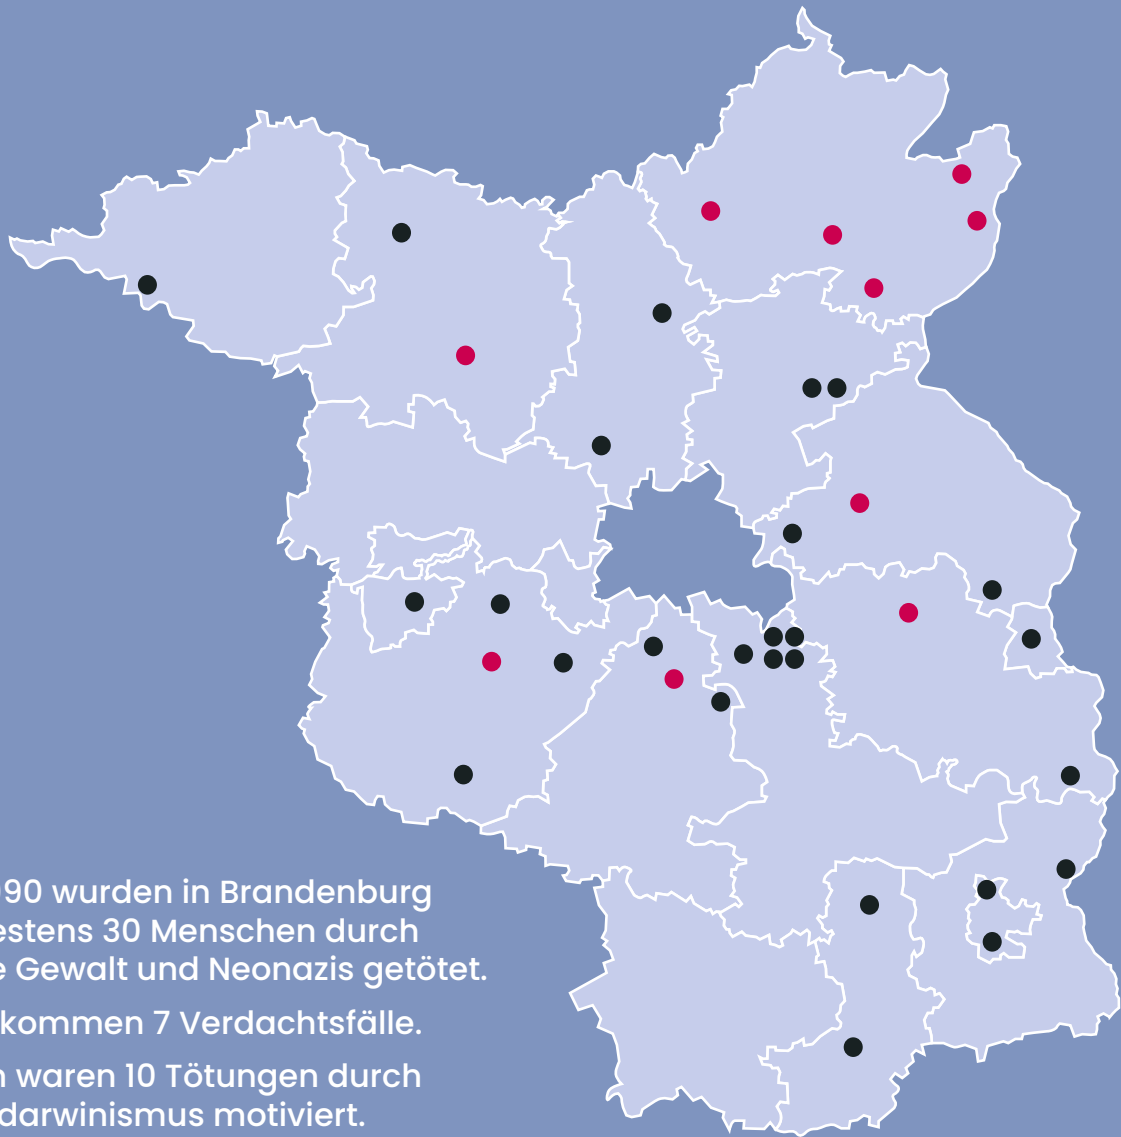 90 wurden in Brandenburg
estens 30 Menschen durch
e Gewalt und Neonazis getötet.
kommen 7 Verdachtsfälle.
n waren 10 Tötungen durch
darwinismus motiviert.